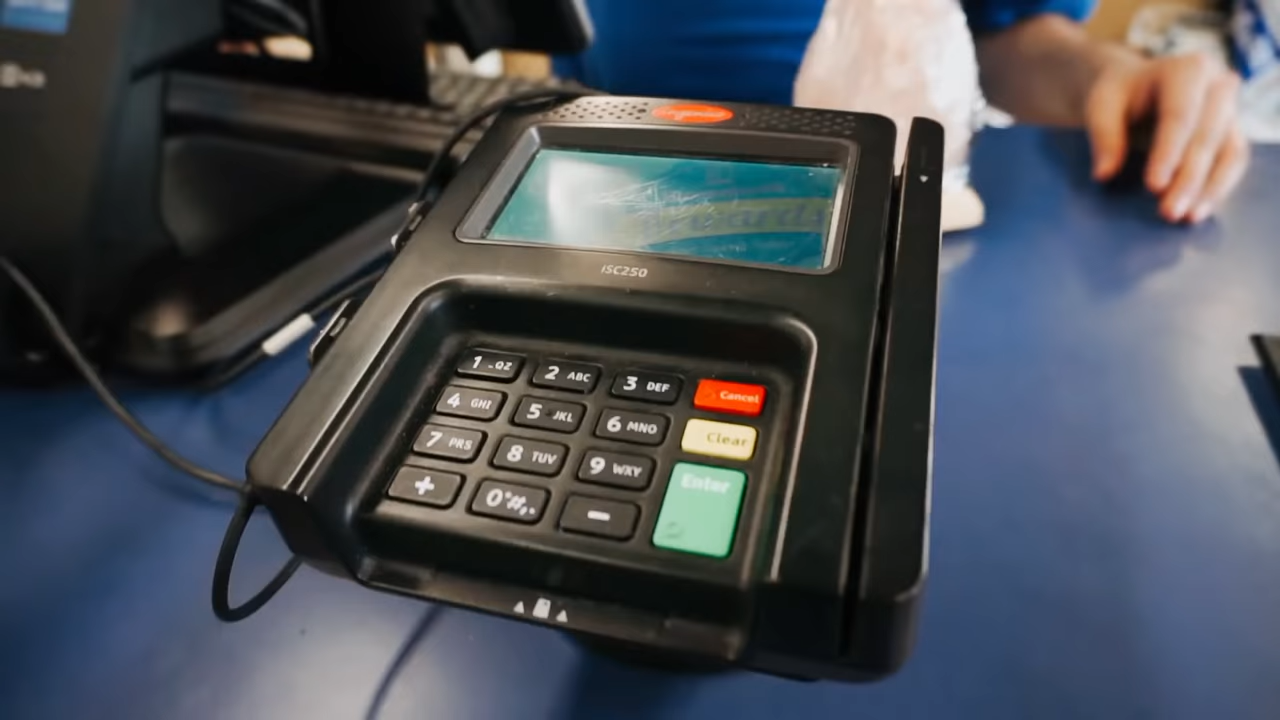 iSC250
1 -QZ 2 ABC 3 DEF Cancel
4 GHI 5 JKL 6 MNO Clear
7 PRS 8 TUV 9 WXY Enter
+ 0*#,. -